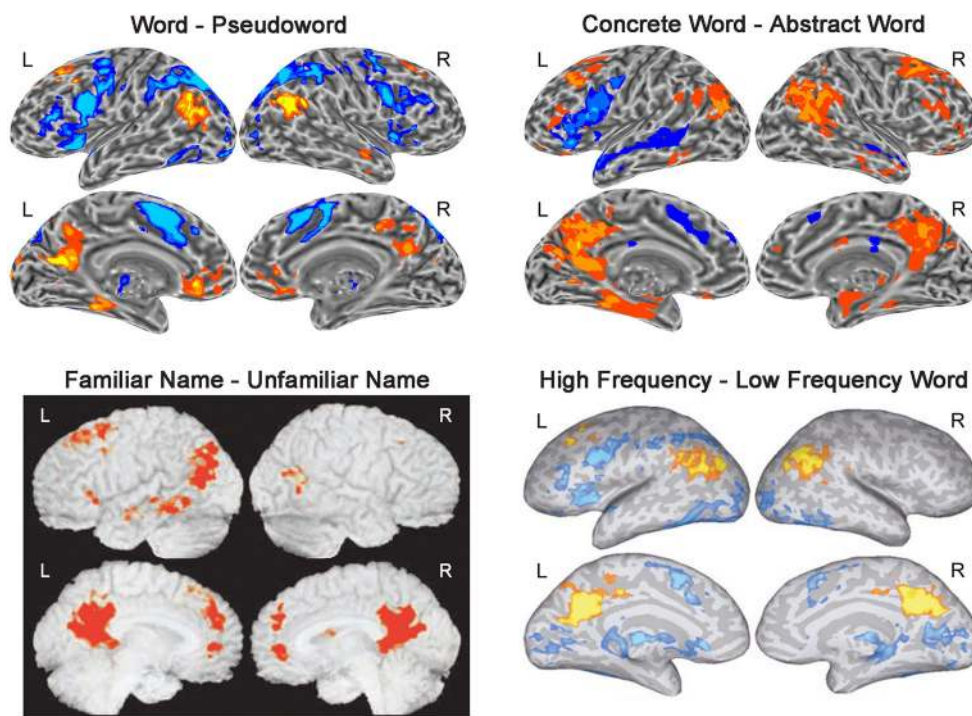 Word - Pseudoword
L
R
L
R
Concrete Word - Abstract Word
L
R
L
R
Familiar Name - Unfamiliar Name
L
R
L
R
High Frequency - Low Frequency Word
L
R
L
R